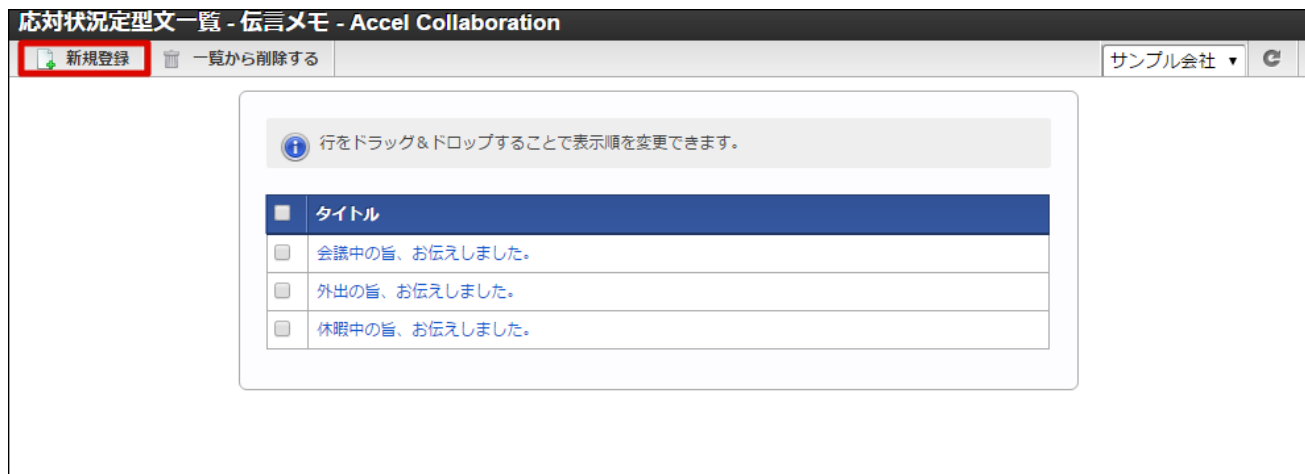 応対状況定型文一覧 - 伝言メモ - Accel Collaboration
新規登録 一覧から削除する サンプル会社
行をドラッグ&ドロップすることで表示順を変更できます。
タイトル
会議中の旨、お伝えしました。
外出の旨、お伝えしました。
休暇中の旨、お伝えしました。